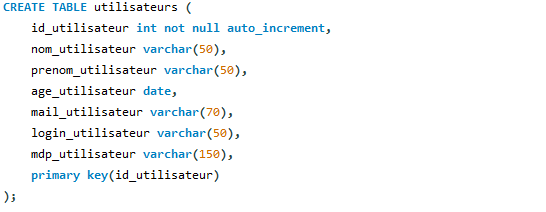 CREATE TABLE utilisateurs (
    id_utilisateur int not null auto_increment,
    nom_utilisateur varchar(50),
    prenom_utilisateur varchar(50),
    age_utilisateur date,
    mail_utilisateur varchar(70),
    login_utilisateur varchar(50),
    mdp_utilisateur varchar(150),
    primary key(id_utilisateur)
);